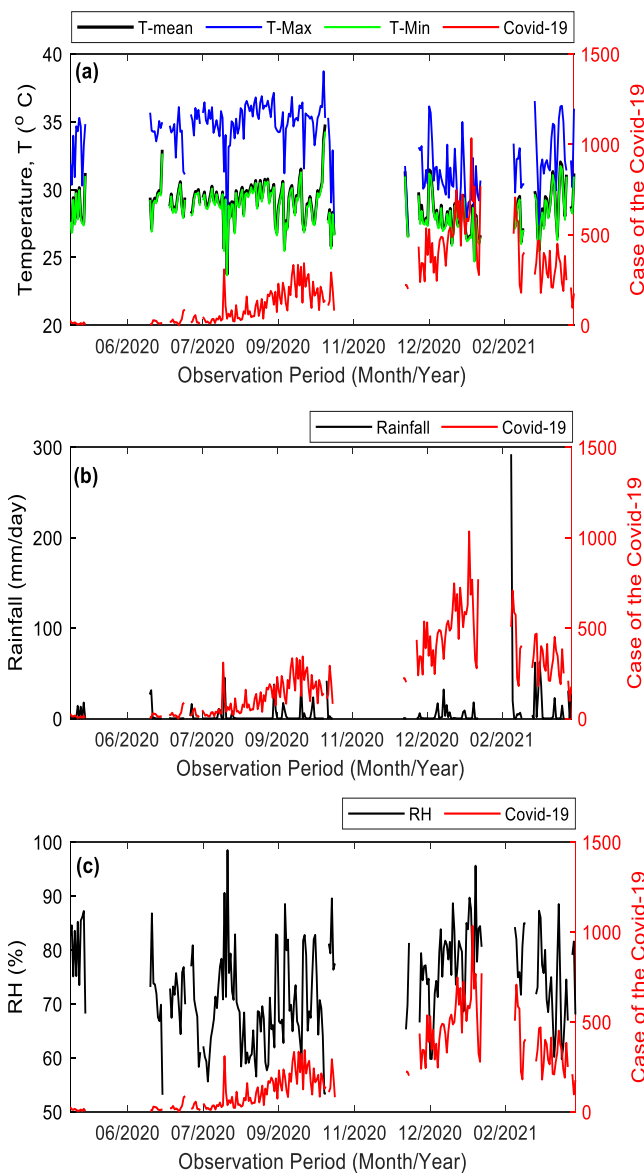 T-mean T-Max T-Min Covid-19
(a)
40
35
30
25
20
Temperature, T (° C)
1500
1000
500
0
Case of the Covid-19
06/2020 07/2020 09/2020 11/2020 12/2020 02/2021
Observation Period (Month/Year)
Rainfall Covid-19
(b)
300
200
100
0
Rainfall (mm/day)
1500
1000
500
0
Case of the Covid-19
06/2020 07/2020 09/2020 11/2020 12/2020 02/2021
Observation Period (Month/Year)
RH Covid-19
(c)
100
90
80
70
60
50
RH (%)
1500
1000
500
0
Case of the Covid-19
06/2020 07/2020 09/2020 11/2020 12/2020 02/2021
Observation Period (Month/Year)